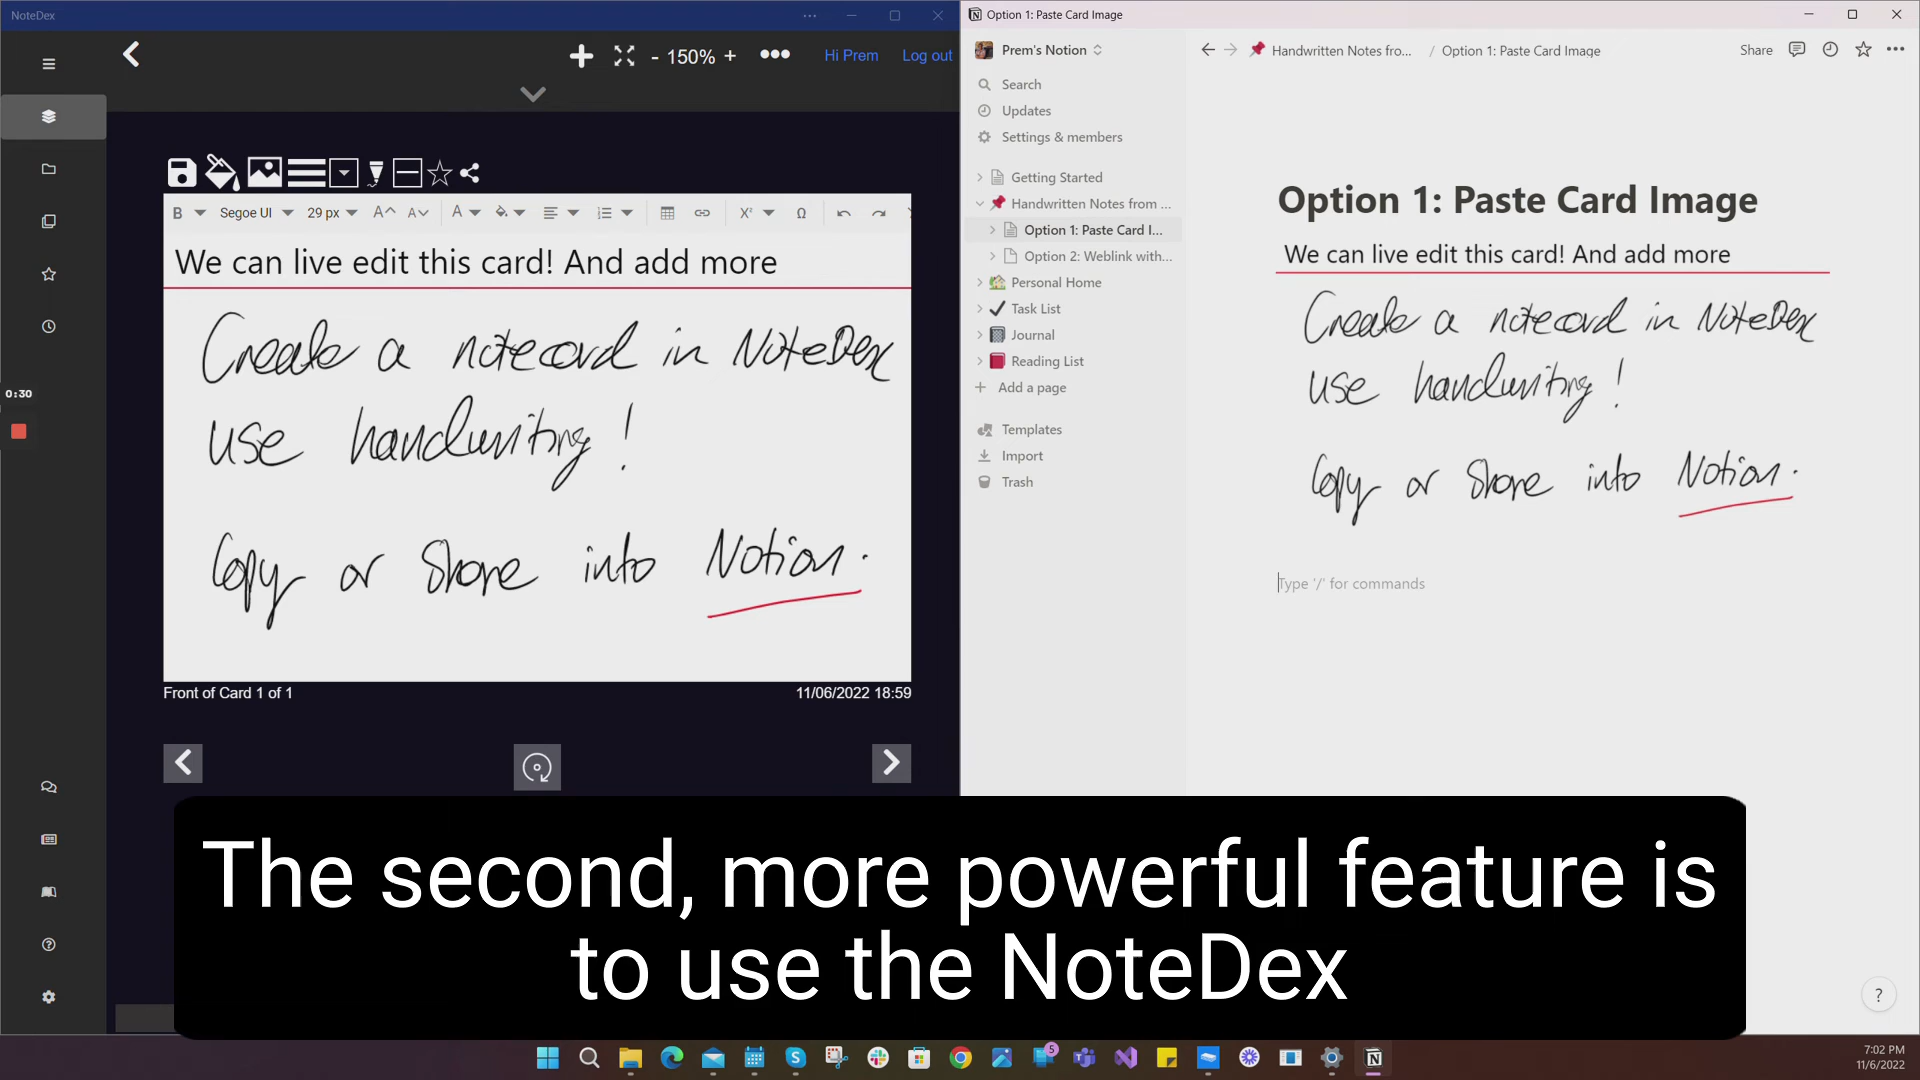 NoteDex
Option 1: Paste Card Image
- 150% +
Hi Prem
Log out
Prem's Notion
Handwritten Notes fro... / Option 1: Paste Card Image
Share
Search
Updates
Settings & members
Getting Started
Handwritten Notes from ...
Option 1: Paste Card I...
Option 2: Weblink with...
Personal Home
Task List
Journal
Reading List
Add a page
Templates
Import
Trash
0:30
B
Segoe UI
29 px
We can live edit this card! And add more
Create a notecard in NoteDex
use handwriting!
Copy or Share into Notion.
Front of Card 1 of 1
11/06/2022 18:59
Option 1: Paste Card Image
We can live edit this card! And add more
Create a notecard in NoteDex
use handwriting!
Copy or Share into Notion.
Type '/' for commands
The second, more powerful feature is
to use the NoteDex
?
5
7:02 PM
11/6/2022